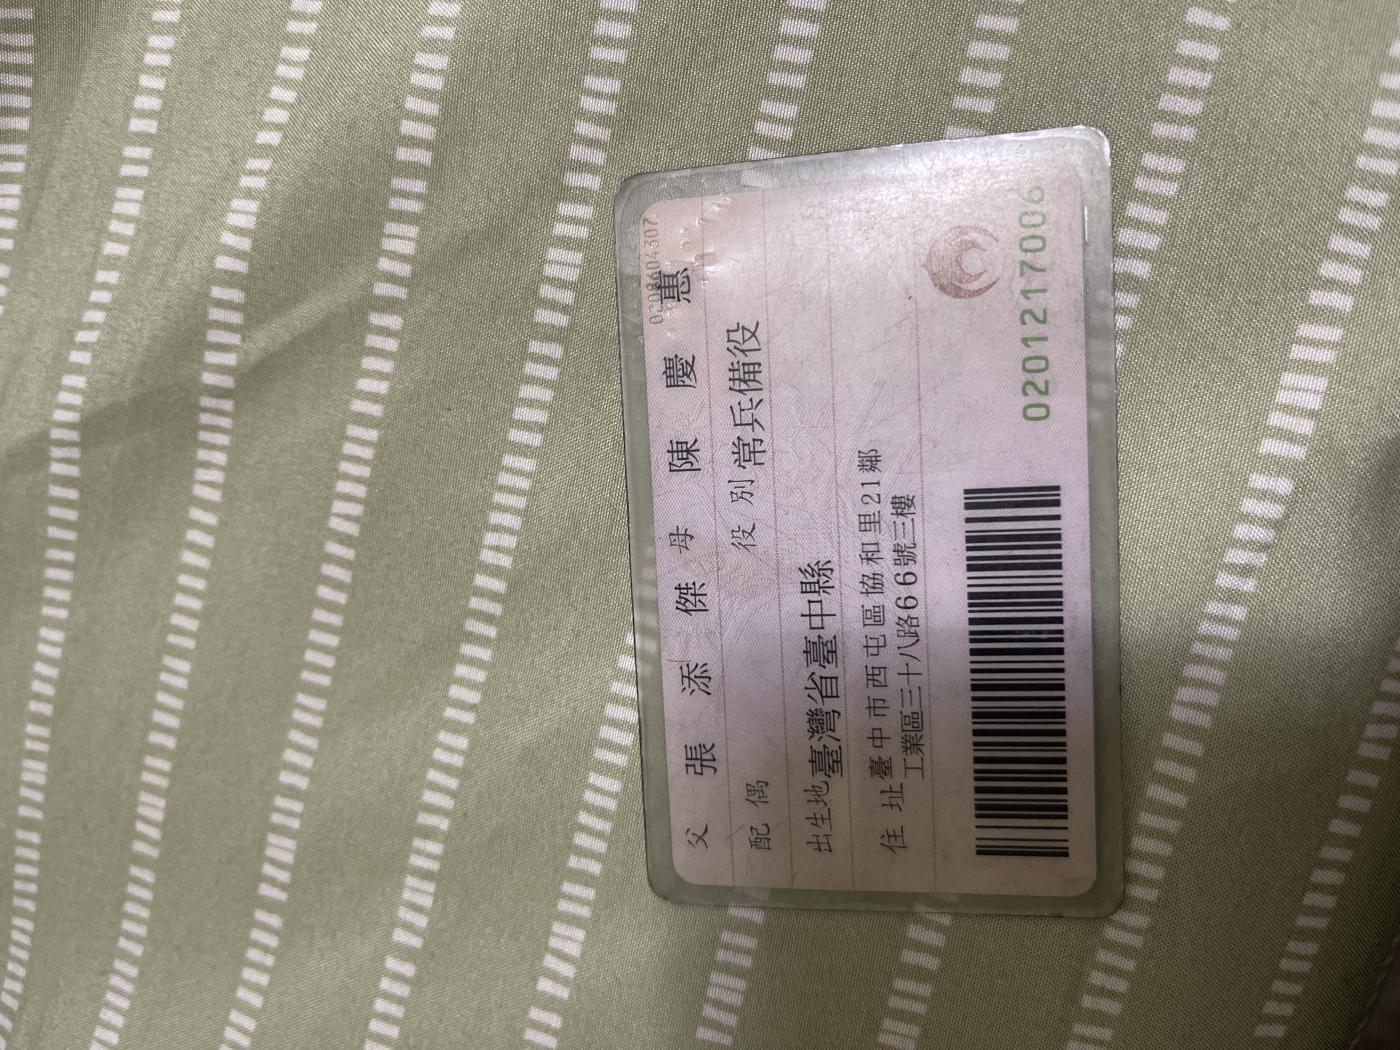 0208604307
父 張添傑 母 陳慶惠
配偶 役別 常兵備役
出生地 臺灣省臺中縣
住址 臺中市西屯區協和里21鄰
工業區三十八路66號三樓
0201217006